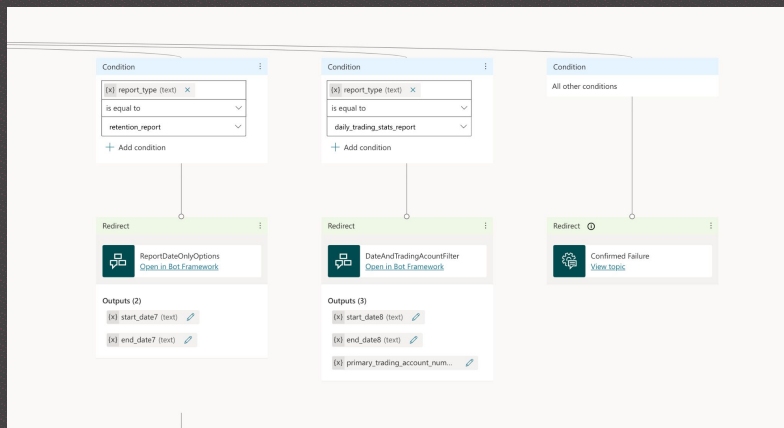 Condition
{x} report_type (text) ×
is equal to
retention_report
+ Add condition
Redirect
ReportDateOnlyOptions
Open in Bot Framework
Outputs (2)
{x} start_date7 (text)
{x} end_date7 (text)
Condition
{x} report_type (text) ×
is equal to
daily_trading_stats_report
+ Add condition
Redirect
DateAndTradingAcountFilter
Open in Bot Framework
Outputs (3)
{x} start_date8 (text)
{x} end_date8 (text)
{x} primary_trading_account_num...
Condition
All other conditions
Redirect
Confirmed Failure
View topic